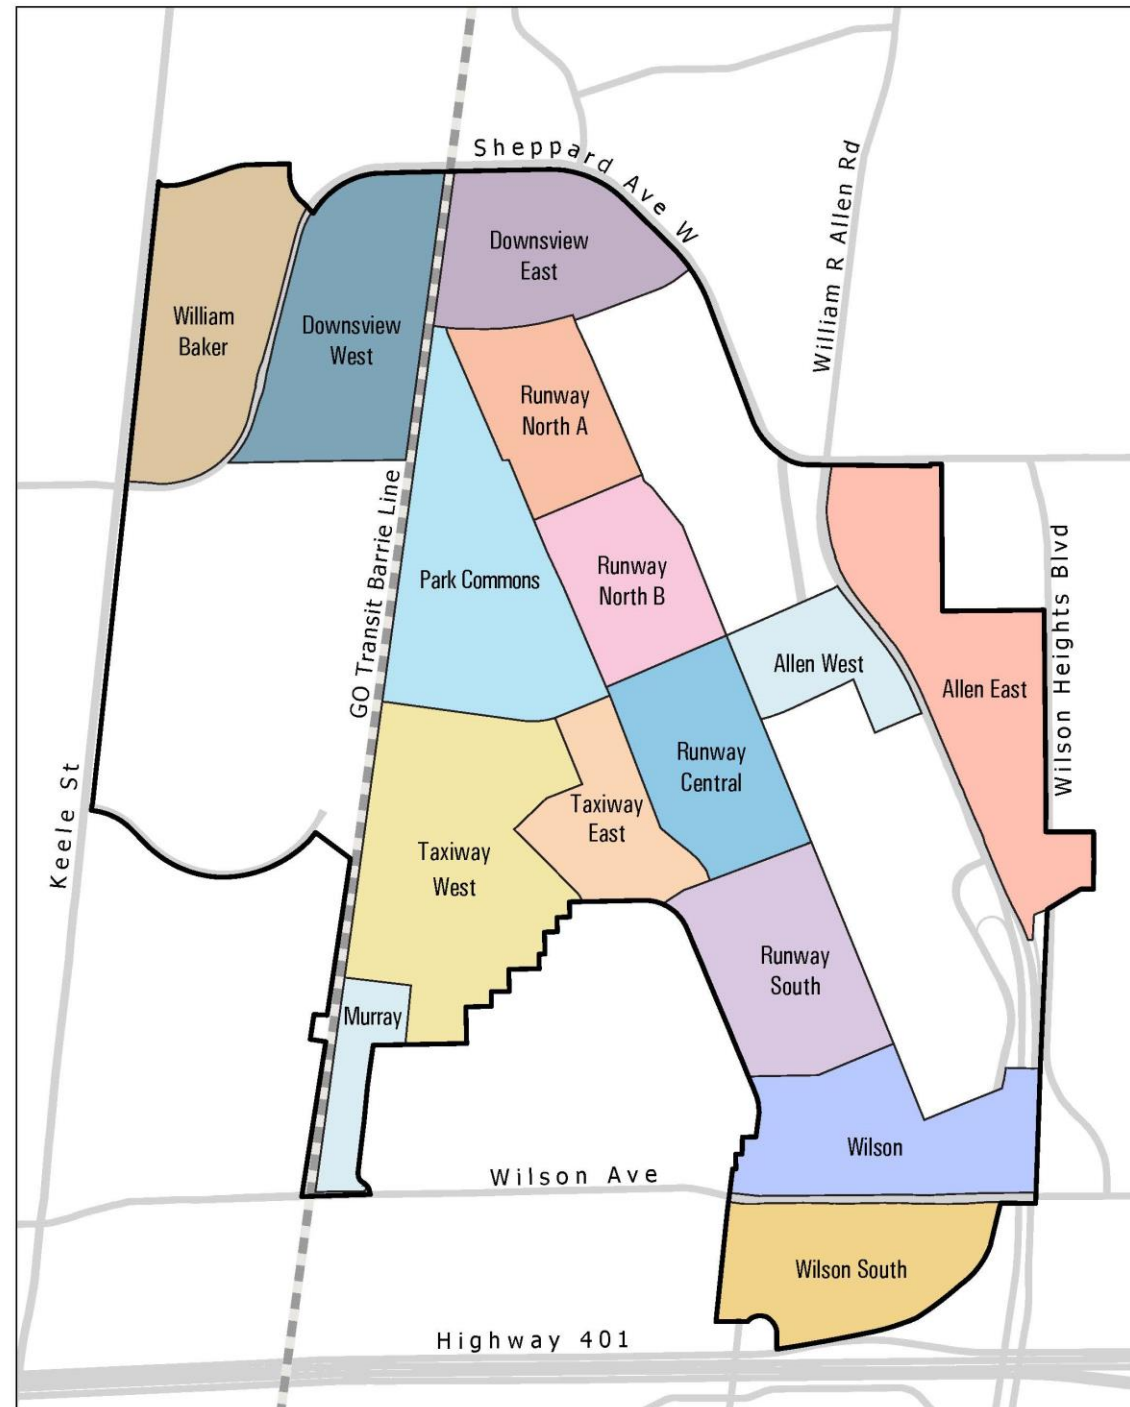 Sheppard Ave W
William R Allen Rd
Downsview
East
William
Baker
Downsview
West
Runway
North A
GO Transit Barrie Line
Park Commons
Runway
North B
Wilson Heights Blvd
Allen West
Allen East
Keele St
Runway
Central
Taxiway
East
Taxiway
West
Runway
South
Murray
Wilson
Wilson Ave
Wilson South
Highway 401